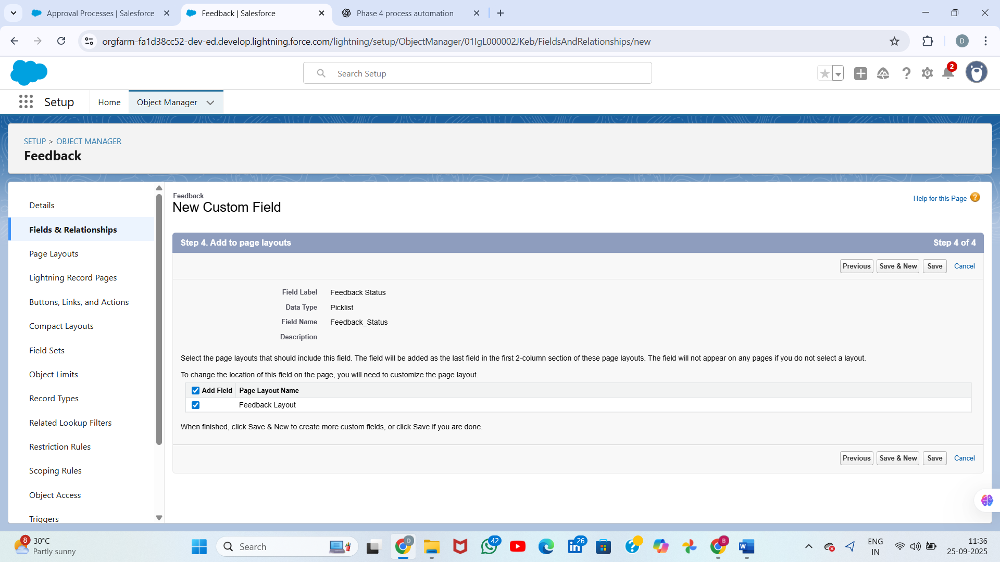 Approval Processes | Salesforce
Feedback | Salesforce
Phase 4 process automation
orgfarm-fa1d38cc52-dev-ed.develop.lightning.force.com/lightning/setup/ObjectManager/01IgL000002JKeb/FieldsAndRelationships/new
D
Search Setup
2
Setup
Home
Object Manager
SETUP > OBJECT MANAGER
Feedback
Details
Fields & Relationships
Page Layouts
Lightning Record Pages
Buttons, Links, and Actions
Compact Layouts
Field Sets
Object Limits
Record Types
Related Lookup Filters
Restriction Rules
Scoping Rules
Object Access
Triggers
Feedback
New Custom Field
Help for this Page
Step 4. Add to page layouts
Step 4 of 4
Previous Save & New Save Cancel
Field Label Feedback Status
Data Type Picklist
Field Name Feedback_Status
Description
Select the page layouts that should include this field. The field will be added as the last field in the first 2-column section of these page layouts. The field will not appear on any pages if you do not select a layout.
To change the location of this field on the page, you will need to customize the page layout.
Add Field Page Layout Name
Feedback Layout
When finished, click Save & New to create more custom fields, or click Save if you are done.
Previous Save & New Save Cancel
8
30°C
Partly sunny
Search
D
42
26
B
ENG
IN
11:36
25-09-2025